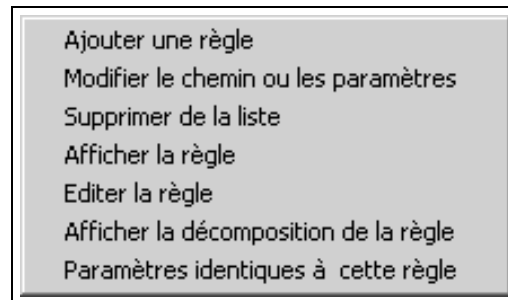 Ajouter une règle
Modifier le chemin ou les paramètres
Supprimer de la liste
Afficher la règle
Editer la règle
Afficher la décomposition de la règle
Paramètres identiques à cette règle